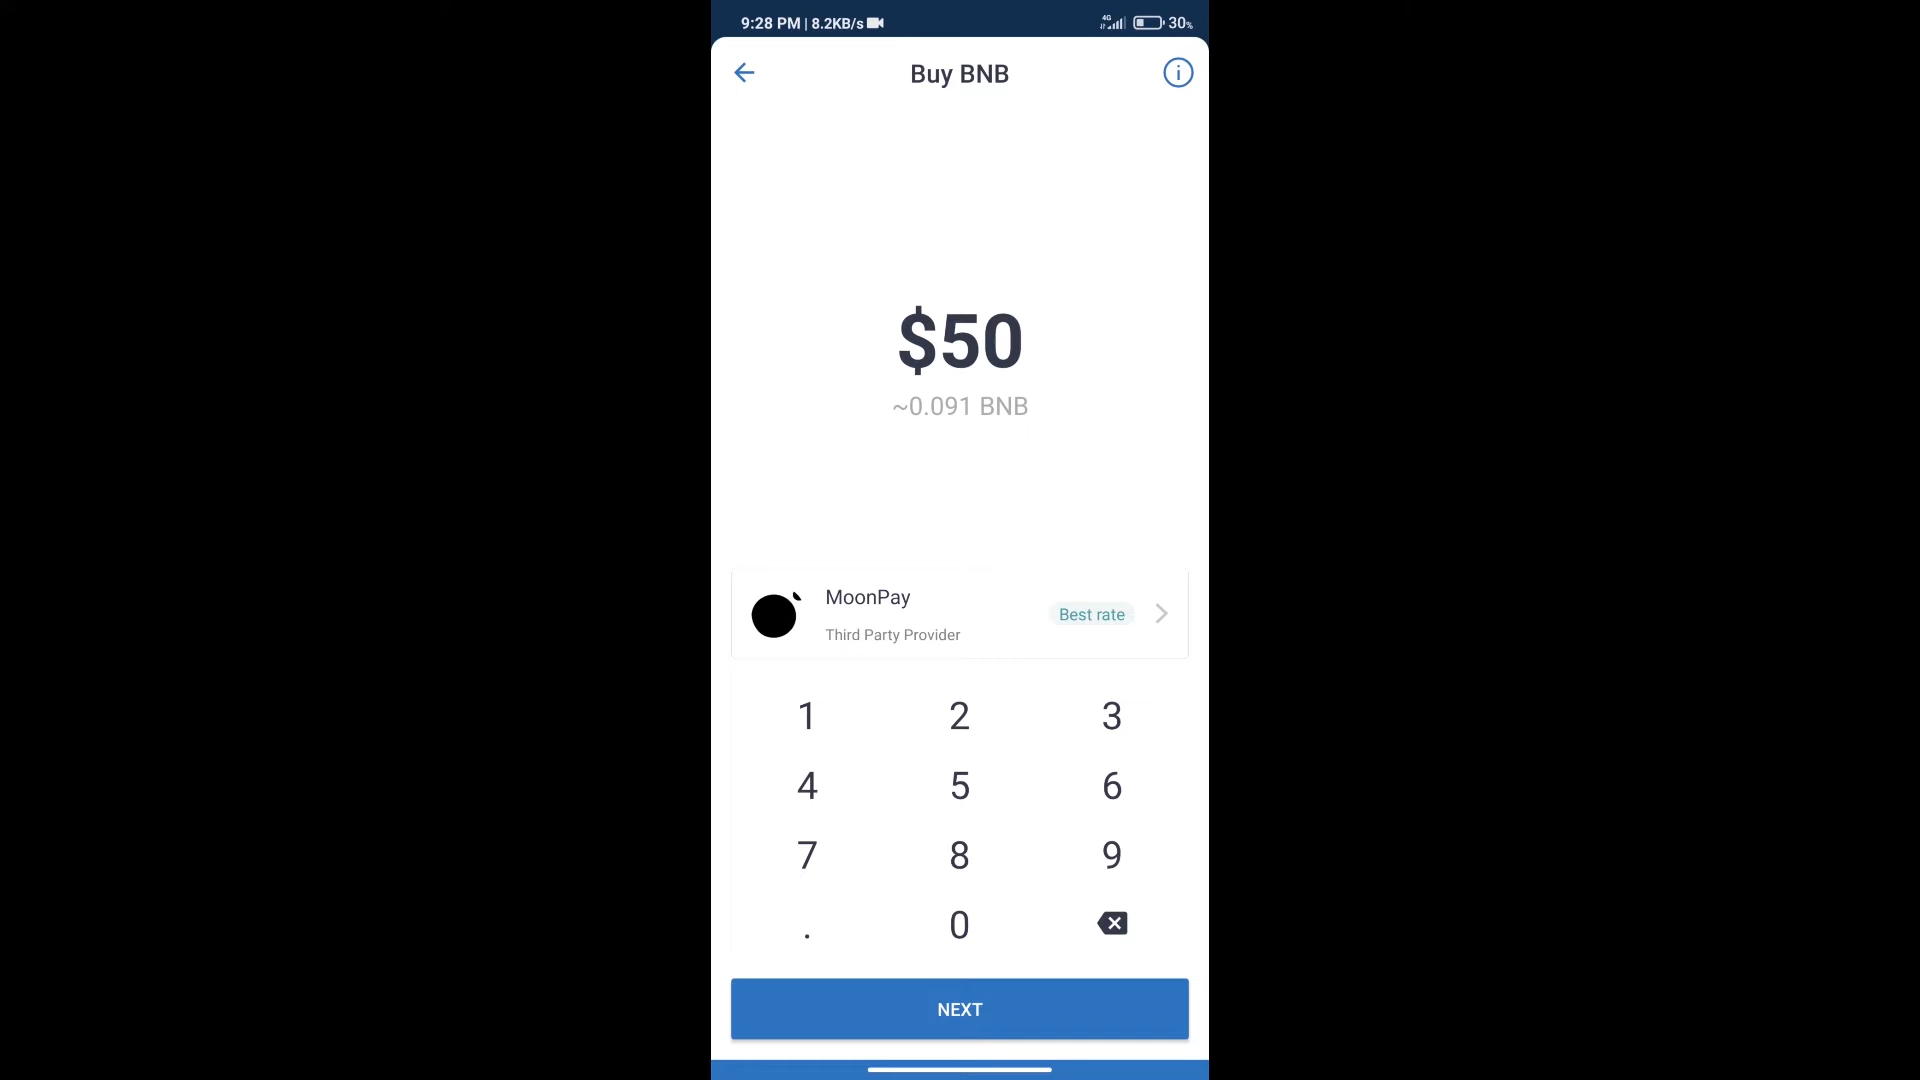 9:28 PM | 8.2KB/s
4G
30%
Buy BNB
$50
~0.091 BNB
MoonPay
Third Party Provider
Best rate
1 2 3
4 5 6
7 8 9
. 0
NEXT